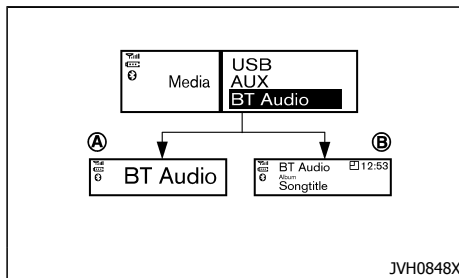 Media
USB
AUX
BT Audio
A
B
BT Audio
BT Audio 12:53
Album
Songtitle
JVH0848X